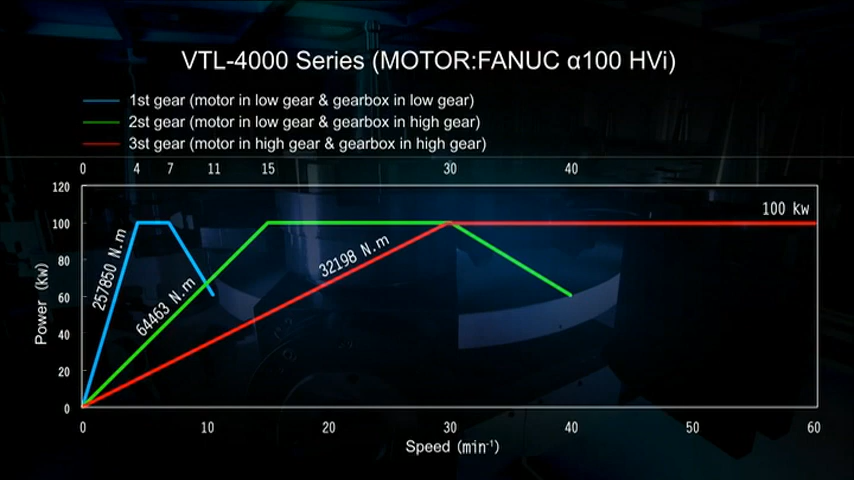 VTL-4000 Series (MOTOR:FANUC α100 HVi)
1st gear (motor in low gear & gearbox in low gear)
2st gear (motor in low gear & gearbox in high gear)
3st gear (motor in high gear & gearbox in high gear)
0 4 7 11 15 30 40
120
100
80
60
40
20
0
Power (kW)
257850 N.m
64463 N.m
32198 N.m
100 kw
0 10 20 30 40 50 60
Speed (min⁻¹)